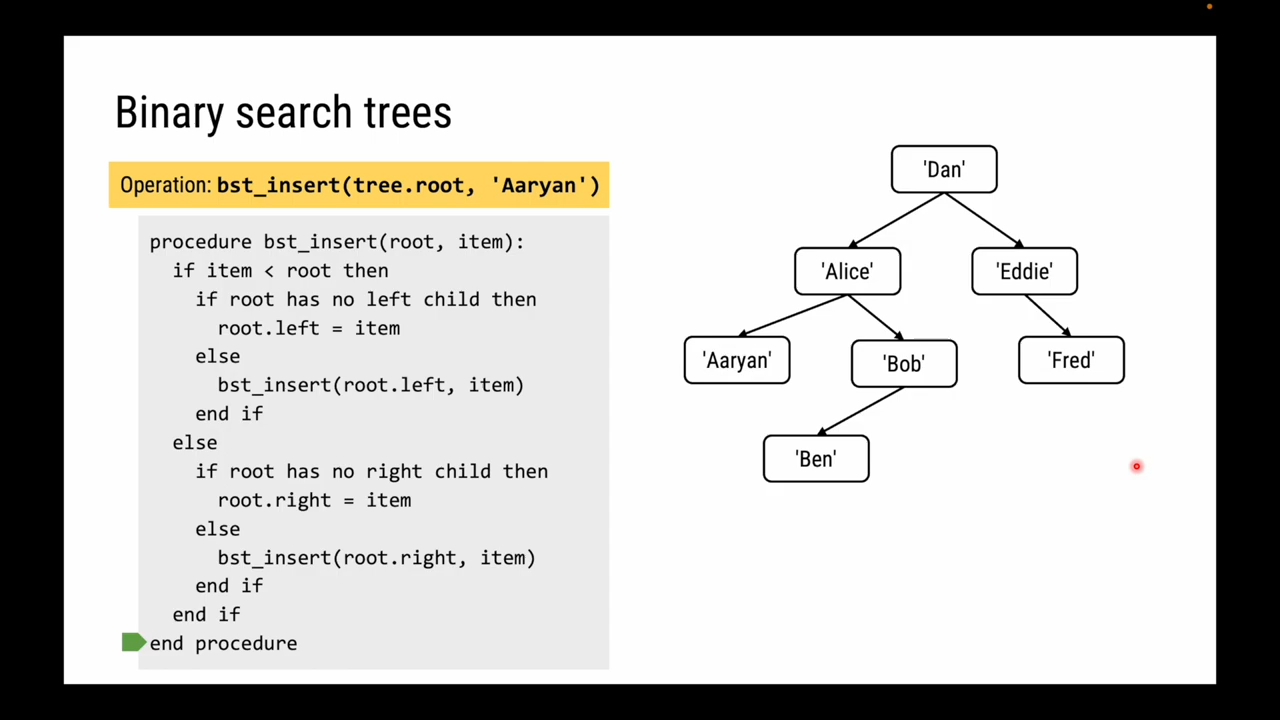 Binary search trees
Operation: bst_insert(tree.root, 'Aaryan')
procedure bst_insert(root, item):
  if item < root then
    if root has no left child then
      root.left = item
    else
      bst_insert(root.left, item)
    end if
  else
    if root has no right child then
      root.right = item
    else
      bst_insert(root.right, item)
    end if
  end if
end procedure
'Dan'
'Alice'
'Eddie'
'Aaryan'
'Bob'
'Fred'
'Ben'